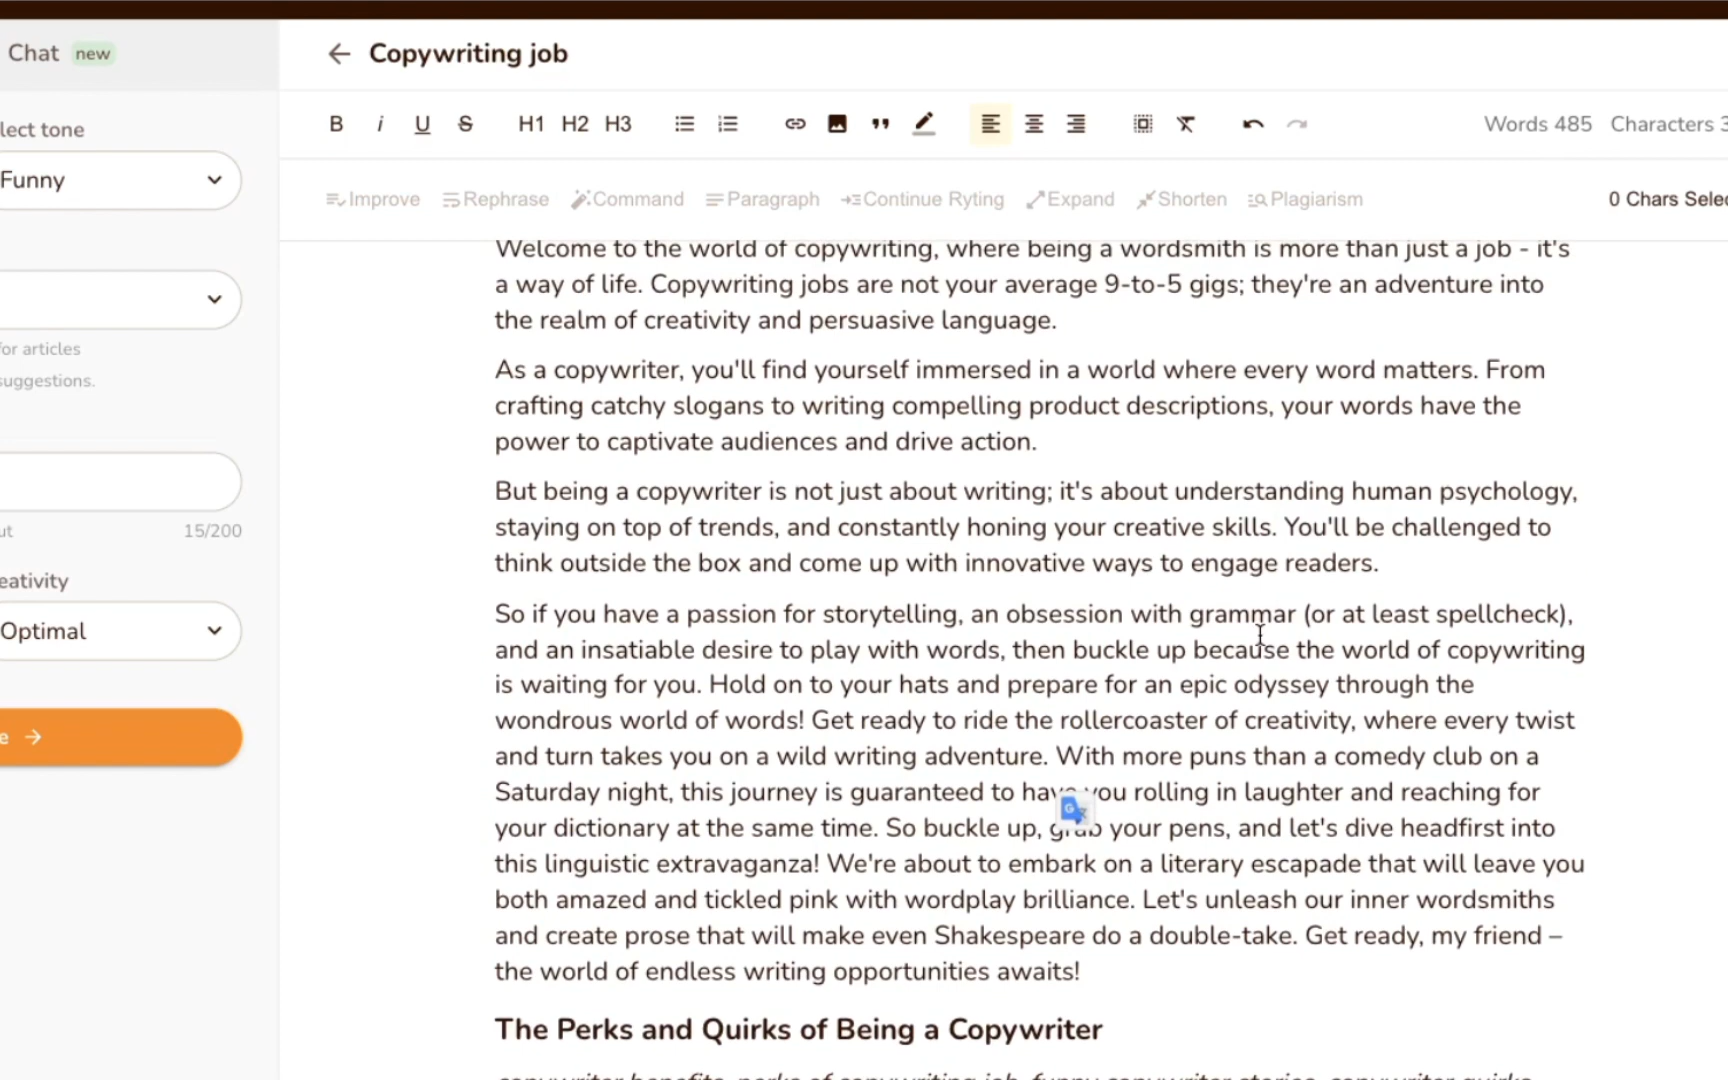 Chat new
Copywriting job
B i U S H1 H2 H3 Words 485 Characters 3
lect tone
Funny
Improve Rephrase Command Paragraph Continue Ryting Expand Shorten Plagiarism 0 Chars Selec
for articles
suggestions.
ut 15/200
eativity
Optimal
e →
Welcome to the world of copywriting, where being a wordsmith is more than just a job - it's
a way of life. Copywriting jobs are not your average 9-to-5 gigs; they're an adventure into
the realm of creativity and persuasive language.
As a copywriter, you'll find yourself immersed in a world where every word matters. From
crafting catchy slogans to writing compelling product descriptions, your words have the
power to captivate audiences and drive action.
But being a copywriter is not just about writing; it's about understanding human psychology,
staying on top of trends, and constantly honing your creative skills. You'll be challenged to
think outside the box and come up with innovative ways to engage readers.
So if you have a passion for storytelling, an obsession with grammar (or at least spellcheck),
and an insatiable desire to play with words, then buckle up because the world of copywriting
is waiting for you. Hold on to your hats and prepare for an epic odyssey through the
wondrous world of words! Get ready to ride the rollercoaster of creativity, where every twist
and turn takes you on a wild writing adventure. With more puns than a comedy club on a
Saturday night, this journey is guaranteed to have you rolling in laughter and reaching for
your dictionary at the same time. So buckle up, grab your pens, and let's dive headfirst into
this linguistic extravaganza! We're about to embark on a literary escapade that will leave you
both amazed and tickled pink with wordplay brilliance. Let's unleash our inner wordsmiths
and create prose that will make even Shakespeare do a double-take. Get ready, my friend –
the world of endless writing opportunities awaits!
The Perks and Quirks of Being a Copywriter
copywriter benefits, perks of copywriting job, funny copywriter stories, copywriter quirks